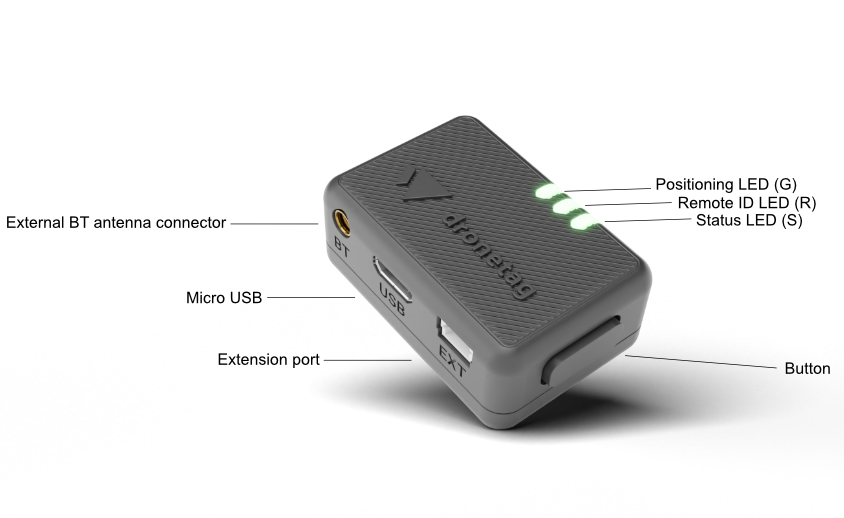 Positioning LED (G)
Remote ID LED (R)
Status LED (S)
External BT antenna connector
BT
dronetag
Micro USB
USB
Extension port
EXT
Button